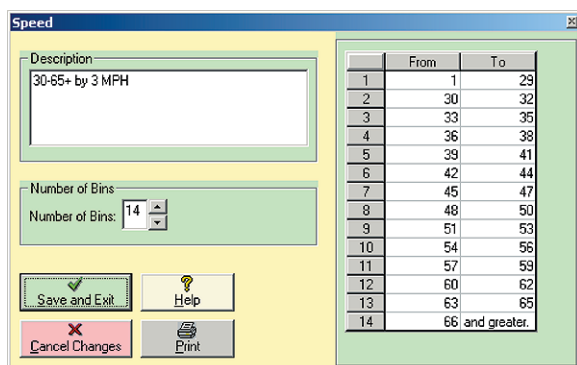 Speed
Description
30-65+ by 3 MPH
Number of Bins
Number of Bins: 14
Save and Exit
Help
Cancel Changes
Print
From To
1 1 29
2 30 32
3 33 35
4 36 38
5 39 41
6 42 44
7 45 47
8 48 50
9 51 53
10 54 56
11 57 59
12 60 62
13 63 65
14 66 and greater.